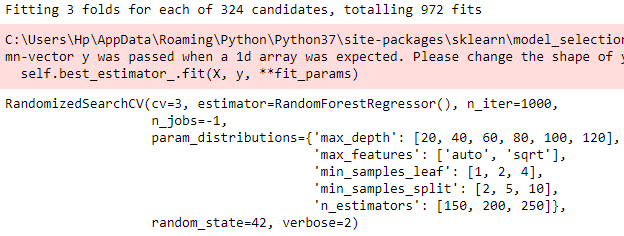 Fitting 3 folds for each of 324 candidates, totalling 972 fits
C:\Users\Hp\AppData\Roaming\Python\Python37\site-packages\sklearn\model_selection
mn-vector y was passed when a 1d array was expected. Please change the shape of y
  self.best_estimator_.fit(X, y, **fit_params)
RandomizedSearchCV(cv=3, estimator=RandomForestRegressor(), n_iter=1000,
                   n_jobs=-1,
                   param_distributions={'max_depth': [20, 40, 60, 80, 100, 120],
                                        'max_features': ['auto', 'sqrt'],
                                        'min_samples_leaf': [1, 2, 4],
                                        'min_samples_split': [2, 5, 10],
                                        'n_estimators': [150, 200, 250]},
                   random_state=42, verbose=2)